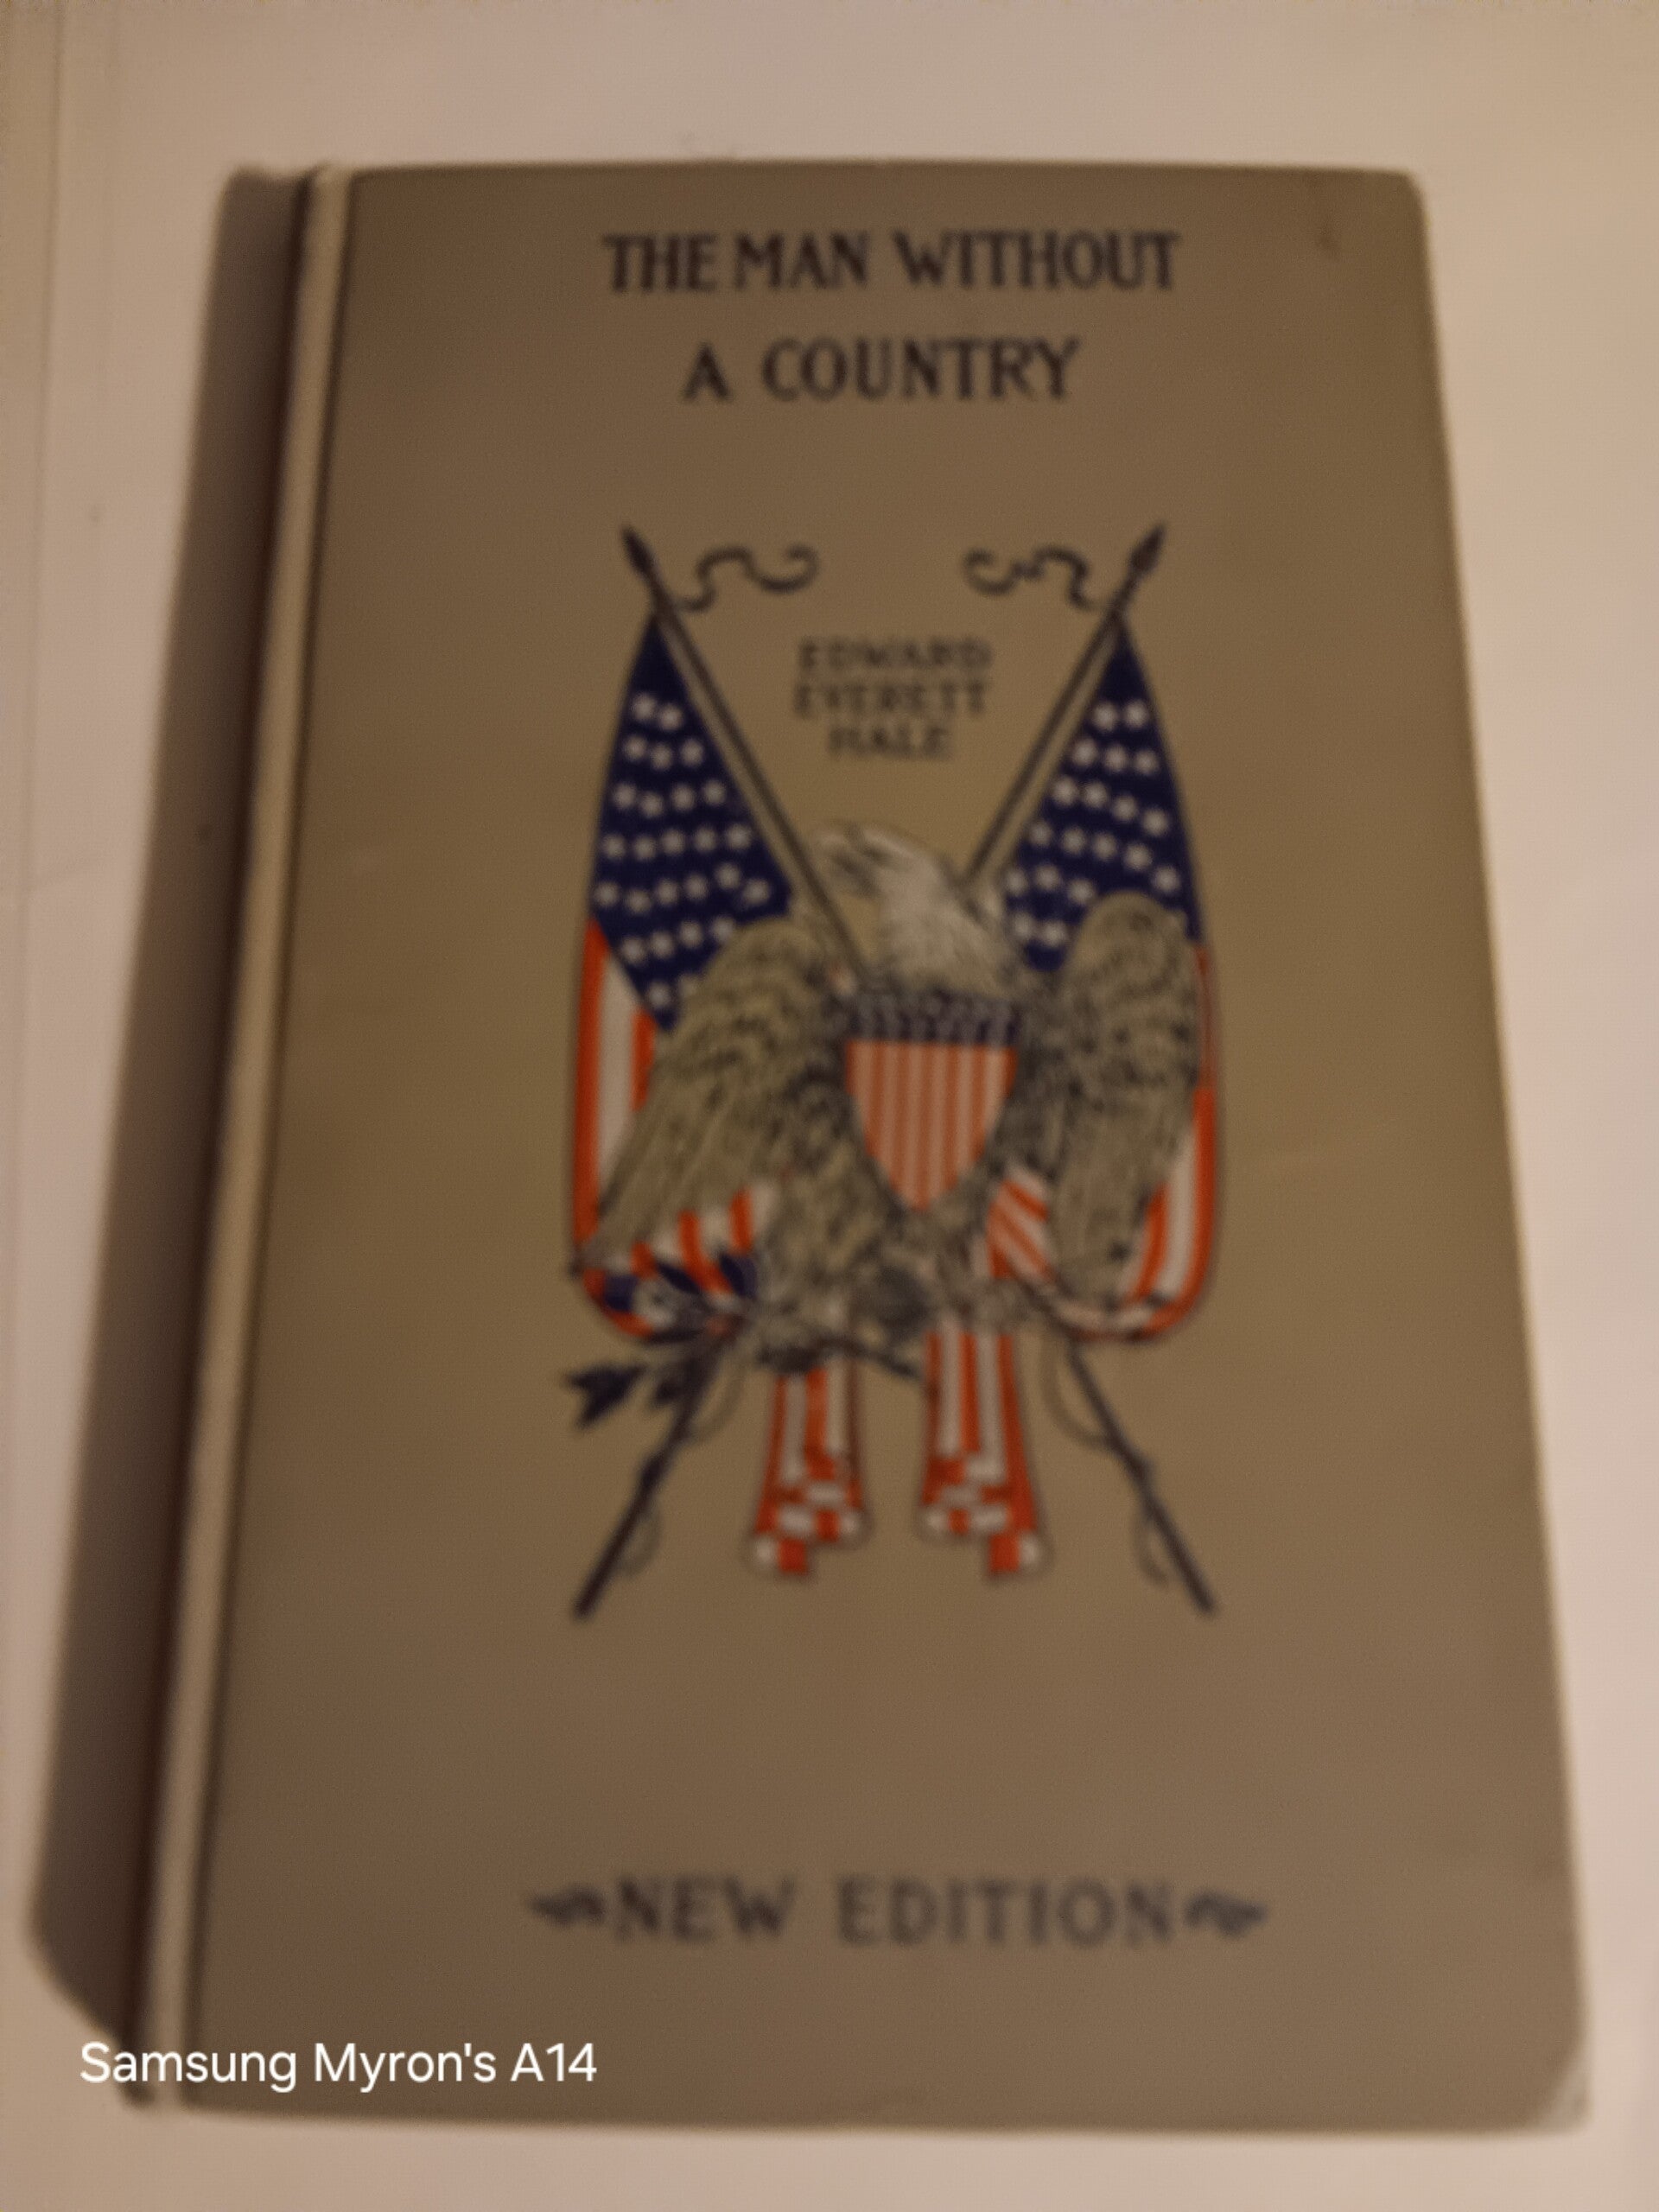 THE MAN WITHOUT
A COUNTRY
EDWARD
EVERETT
HALE
NEW EDITION
Samsung Myron's A14